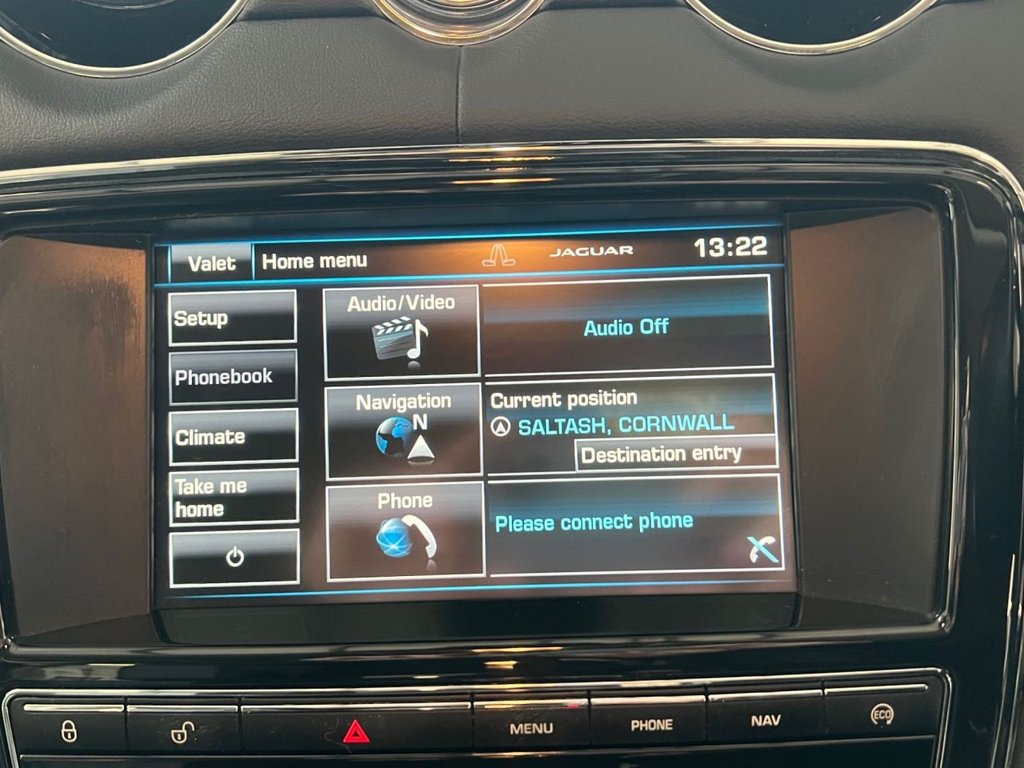 Valet
Home menu
JAGUAR
13:22
Setup
Phonebook
Climate
Take me
home
Audio/Video
Audio Off
Navigation
N
Current position
SALTASH, CORNWALL
Destination entry
Phone
Please connect phone
MENU
PHONE
NAV
ECO